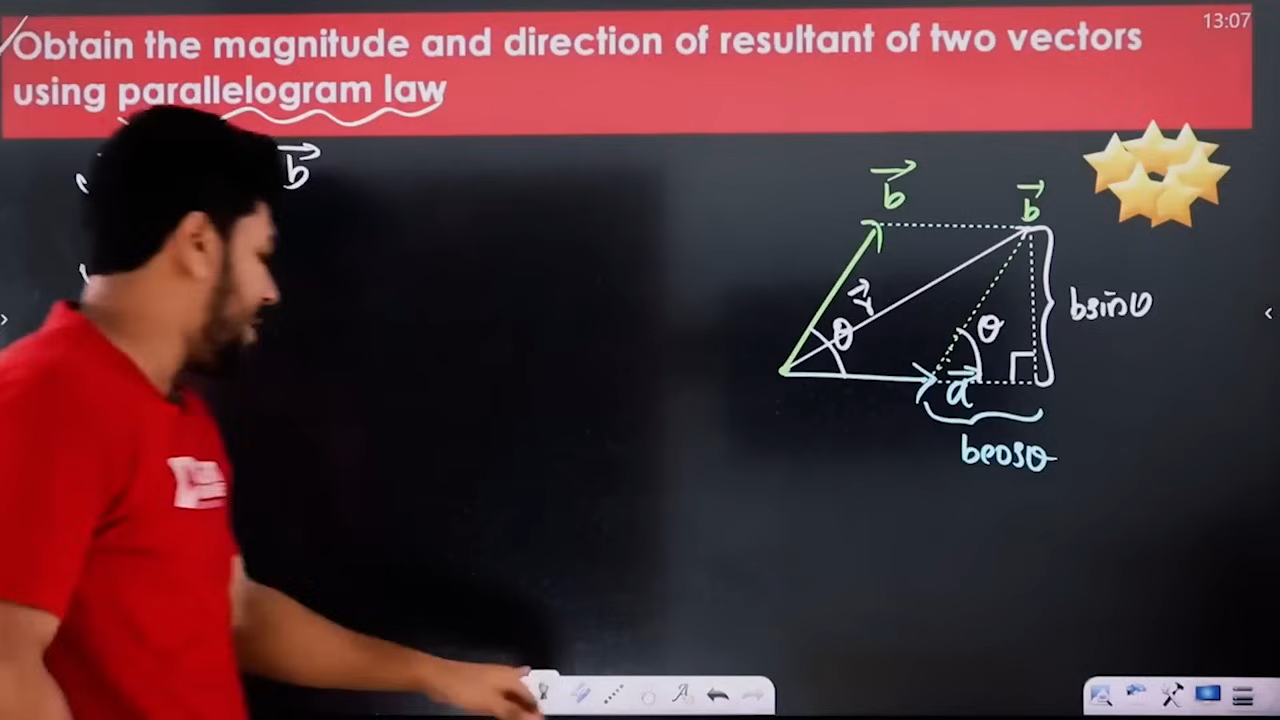 13:07
Obtain the magnitude and direction of resultant of two vectors
using parallelogram law
b⃗
b⃗
b⃗
r⃗
θ
θ
bsinθ
a⃗
bcosθ